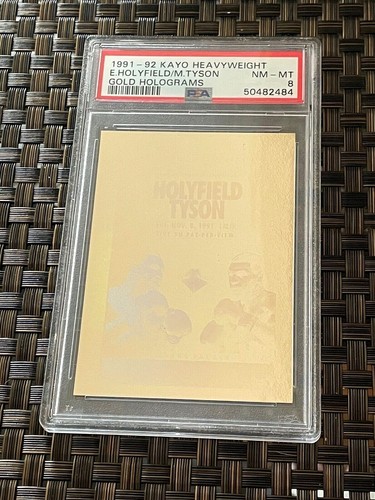 1991-92 KAYO HEAVYWEIGHT
E.HOLYFIELD/M.TYSON NM-MT
GOLD HOLOGRAMS 8
PSA 50482484
HOLYFIELD
TYSON